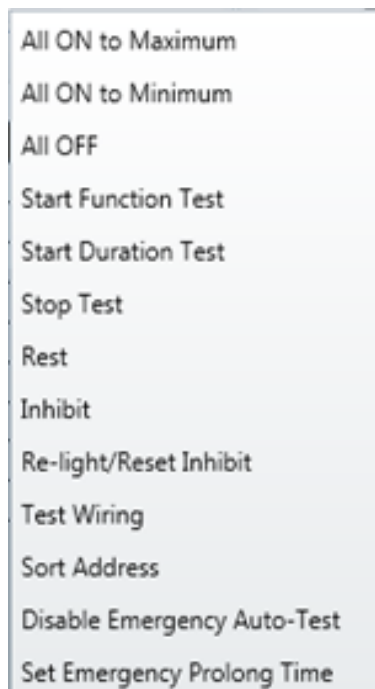 All ON to Maximum
All ON to Minimum
All OFF
Start Function Test
Start Duration Test
Stop Test
Rest
Inhibit
Re-light/Reset Inhibit
Test Wiring
Sort Address
Disable Emergency Auto-Test
Set Emergency Prolong Time